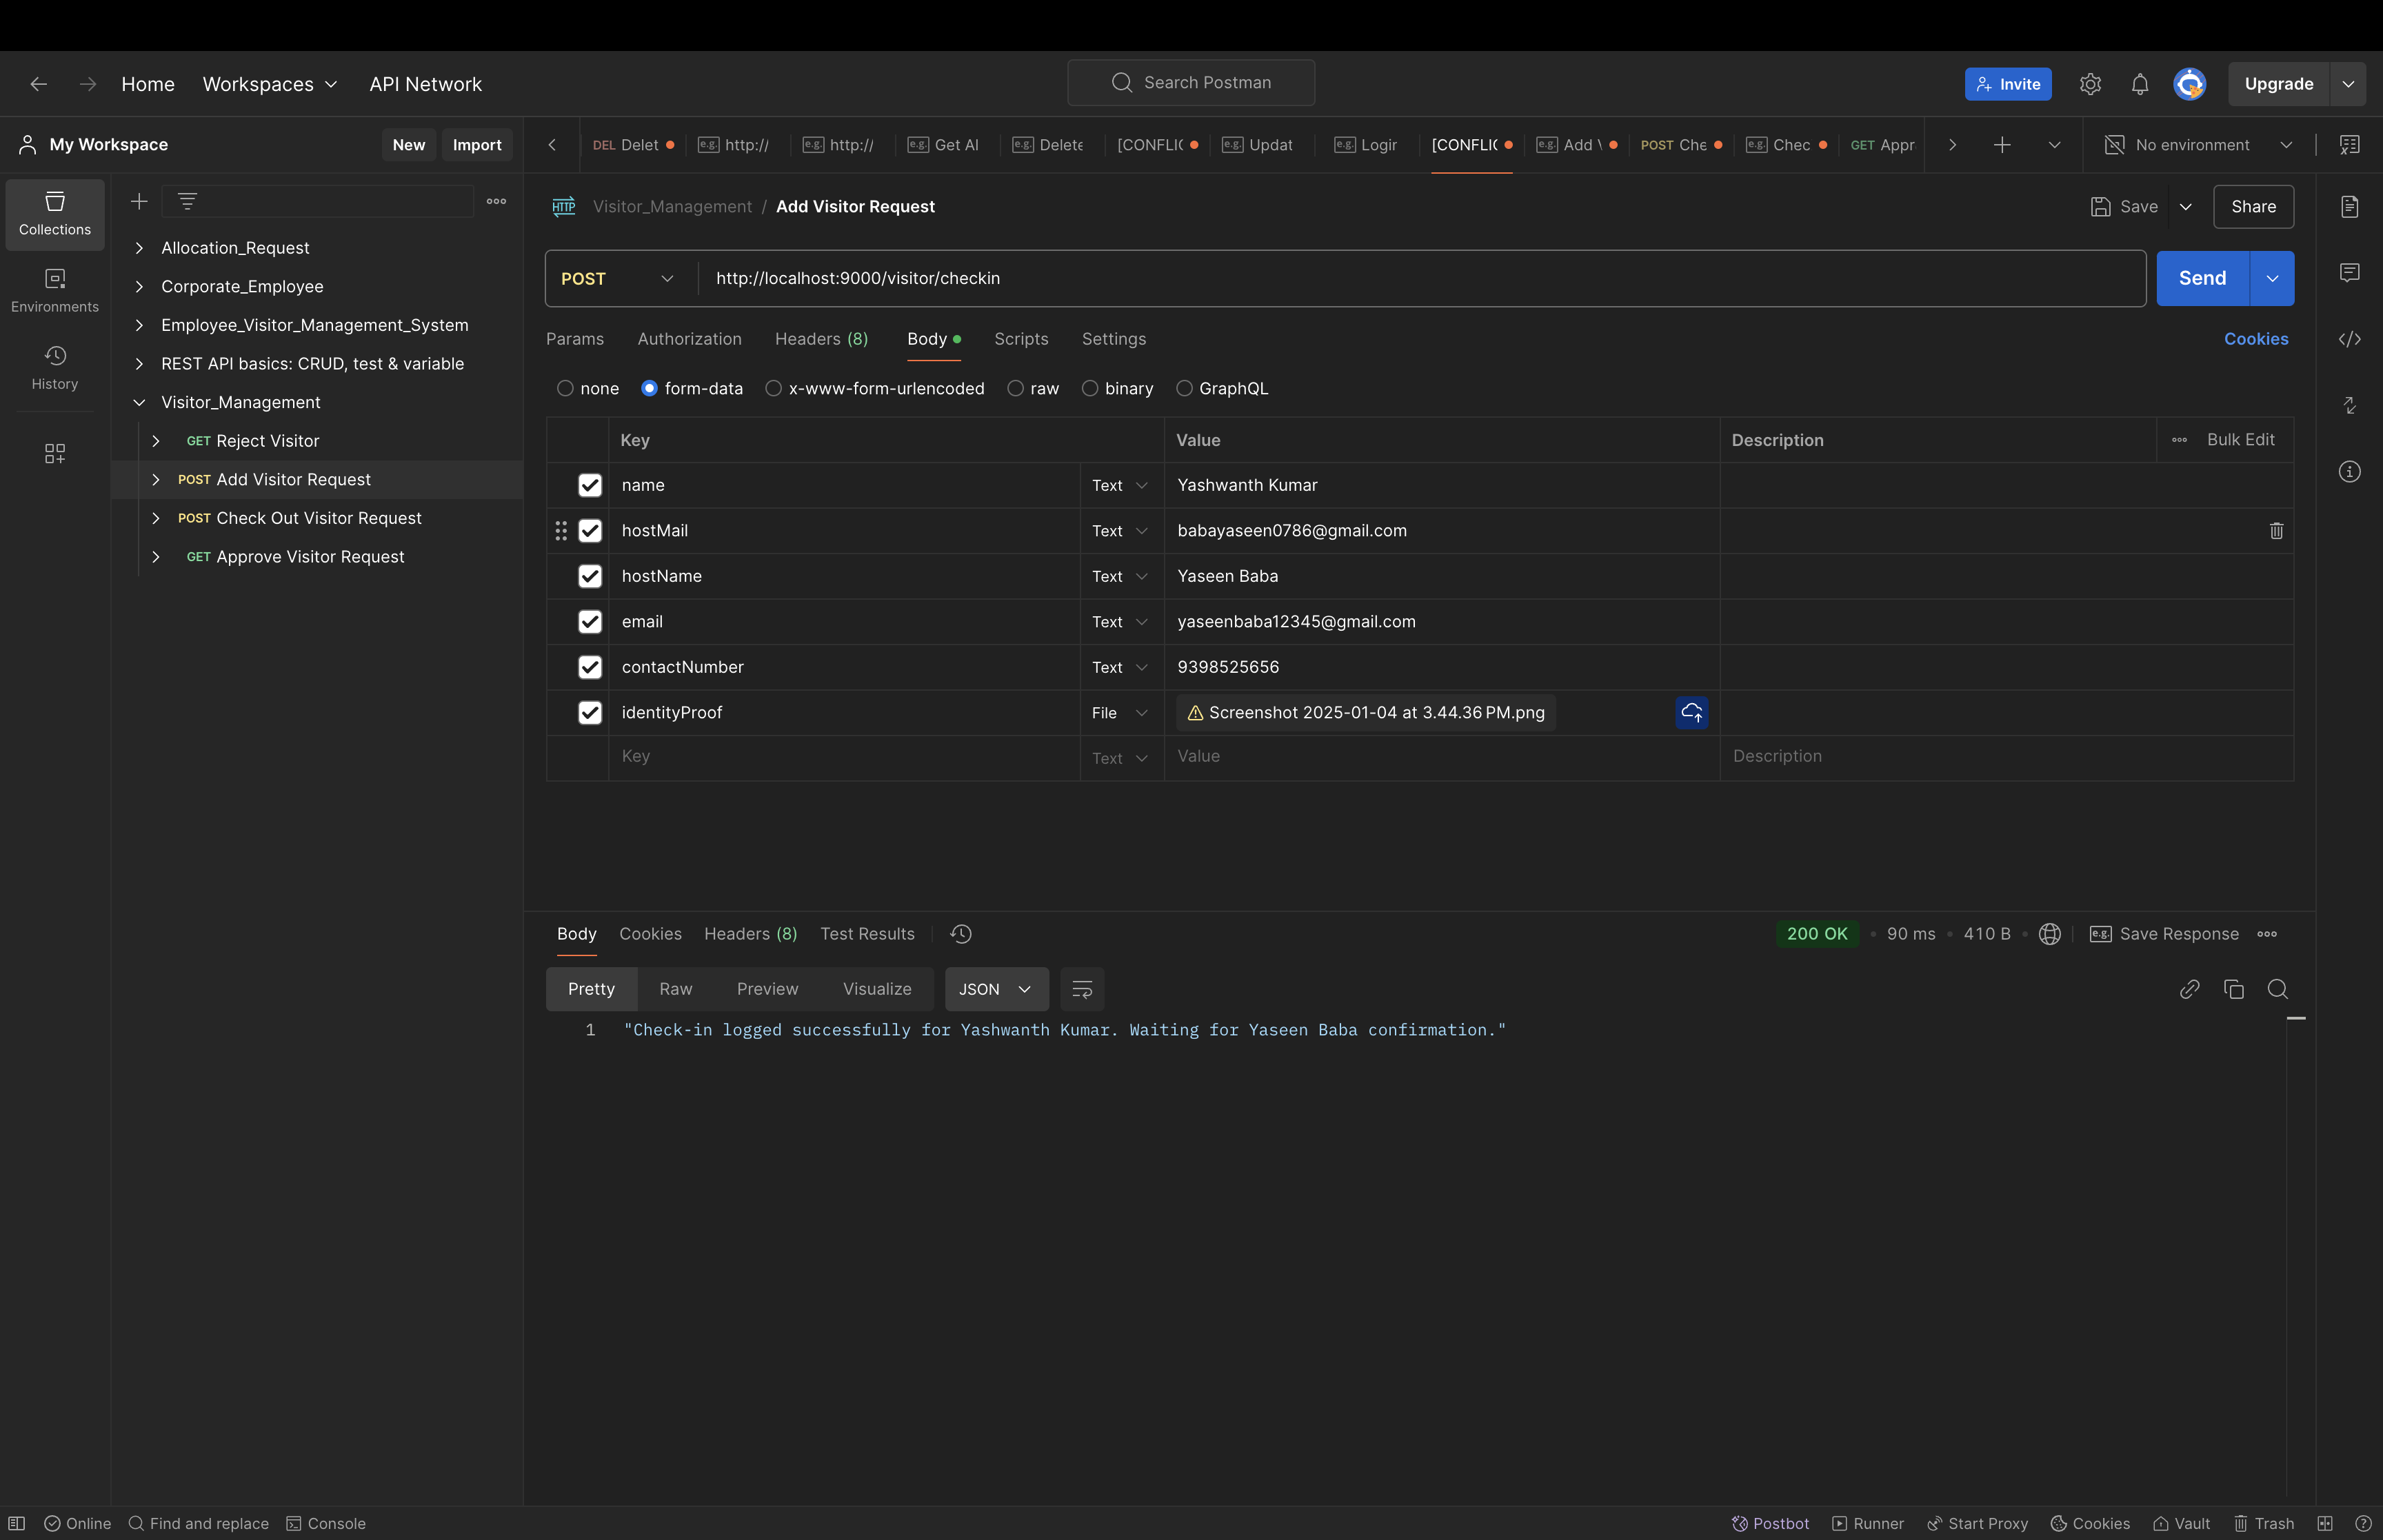 Home Workspaces API Network Search Postman Invite Upgrade
My Workspace New Import DEL Delet e.g. http:// e.g. http:// e.g. Get Al e.g. Delete [CONFLIC e.g. Updat e.g. Logir [CONFLIC e.g. Add \ POST Che e.g. Chec GET Appr No environment
Collections
Environments
History
Allocation_Request
Corporate_Employee
Employee_Visitor_Management_System
REST API basics: CRUD, test & variable
Visitor_Management
GET Reject Visitor
POST Add Visitor Request
POST Check Out Visitor Request
GET Approve Visitor Request
HTTP Visitor_Management / Add Visitor Request Save Share
POST http://localhost:9000/visitor/checkin Send
Params Authorization Headers (8) Body Scripts Settings Cookies
none form-data x-www-form-urlencoded raw binary GraphQL
Key Value Description Bulk Edit
name Text Yashwanth Kumar
hostMail Text babayaseen0786@gmail.com
hostName Text Yaseen Baba
email Text yaseenbaba12345@gmail.com
contactNumber Text 9398525656
identityProof File Screenshot 2025-01-04 at 3.44.36 PM.png
Key Text Value Description
Body Cookies Headers (8) Test Results 200 OK 90 ms 410 B e.g. Save Response
Pretty Raw Preview Visualize JSON
1 "Check-in logged successfully for Yashwanth Kumar. Waiting for Yaseen Baba confirmation."
Online Find and replace Console Postbot Runner Start Proxy Cookies Vault Trash